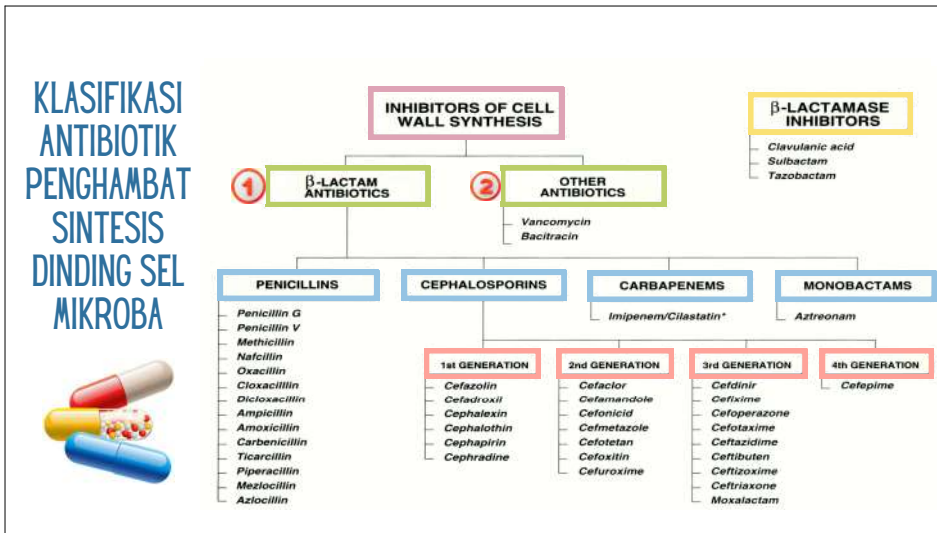 KLASIFIKASI
ANTIBIOTIK
PENGHAMBAT
SINTESIS
DINDING SEL
MIKROBA
INHIBITORS OF CELL
WALL SYNTHESIS
β-LACTAMASE
INHIBITORS
Clavulanic acid
Sulbactam
Tazobactam
1
β-LACTAM
ANTIBIOTICS
2
OTHER
ANTIBIOTICS
Vancomycin
Bacitracin
PENICILLINS
Penicillin G
Penicillin V
Methicillin
Nafcillin
Oxacillin
Cloxacilllin
Dicloxacillin
Ampicillin
Amoxicillin
Carbenicillin
Ticarcillin
Piperacillin
Mezlocillin
Azlocillin
CEPHALOSPORINS
CARBAPENEMS
Imipenem/Cilastatin*
MONOBACTAMS
Aztreonam
1st GENERATION
Cefazolin
Cefadroxil
Cephalexin
Cephalothin
Cephapirin
Cephradine
2nd GENERATION
Cefaclor
Cefamandole
Cefonicid
Cefmetazole
Cefotetan
Cefoxitin
Cefuroxime
3rd GENERATION
Cefdinir
Cefixime
Cefoperazone
Cefotaxime
Ceftazidime
Ceftibuten
Ceftizoxime
Ceftriaxone
Moxalactam
4th GENERATION
Cefepime